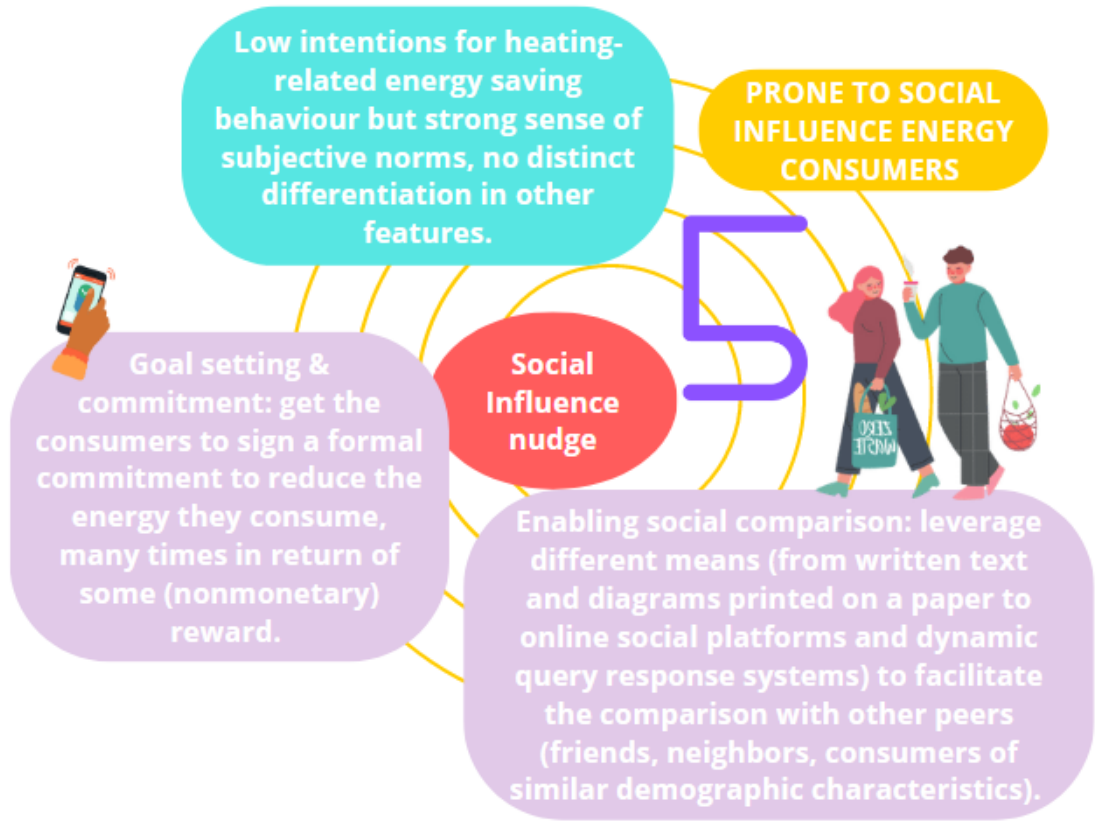 Low intentions for heating-
related energy saving
behaviour but strong sense of
subjective norms, no distinct
differentiation in other
features.
PRONE TO SOCIAL
INFLUENCE ENERGY
CONSUMERS
5
Social
Influence
nudge
Goal setting &
commitment: get the
consumers to sign a formal
commitment to reduce the
energy they consume,
many times in return of
some (nonmonetary)
reward.
ZERO
WASTE
Enabling social comparison: leverage
different means (from written text
and diagrams printed on a paper to
online social platforms and dynamic
query response systems) to facilitate
the comparison with other peers
(friends, neighbors, consumers of
similar demographic characteristics).